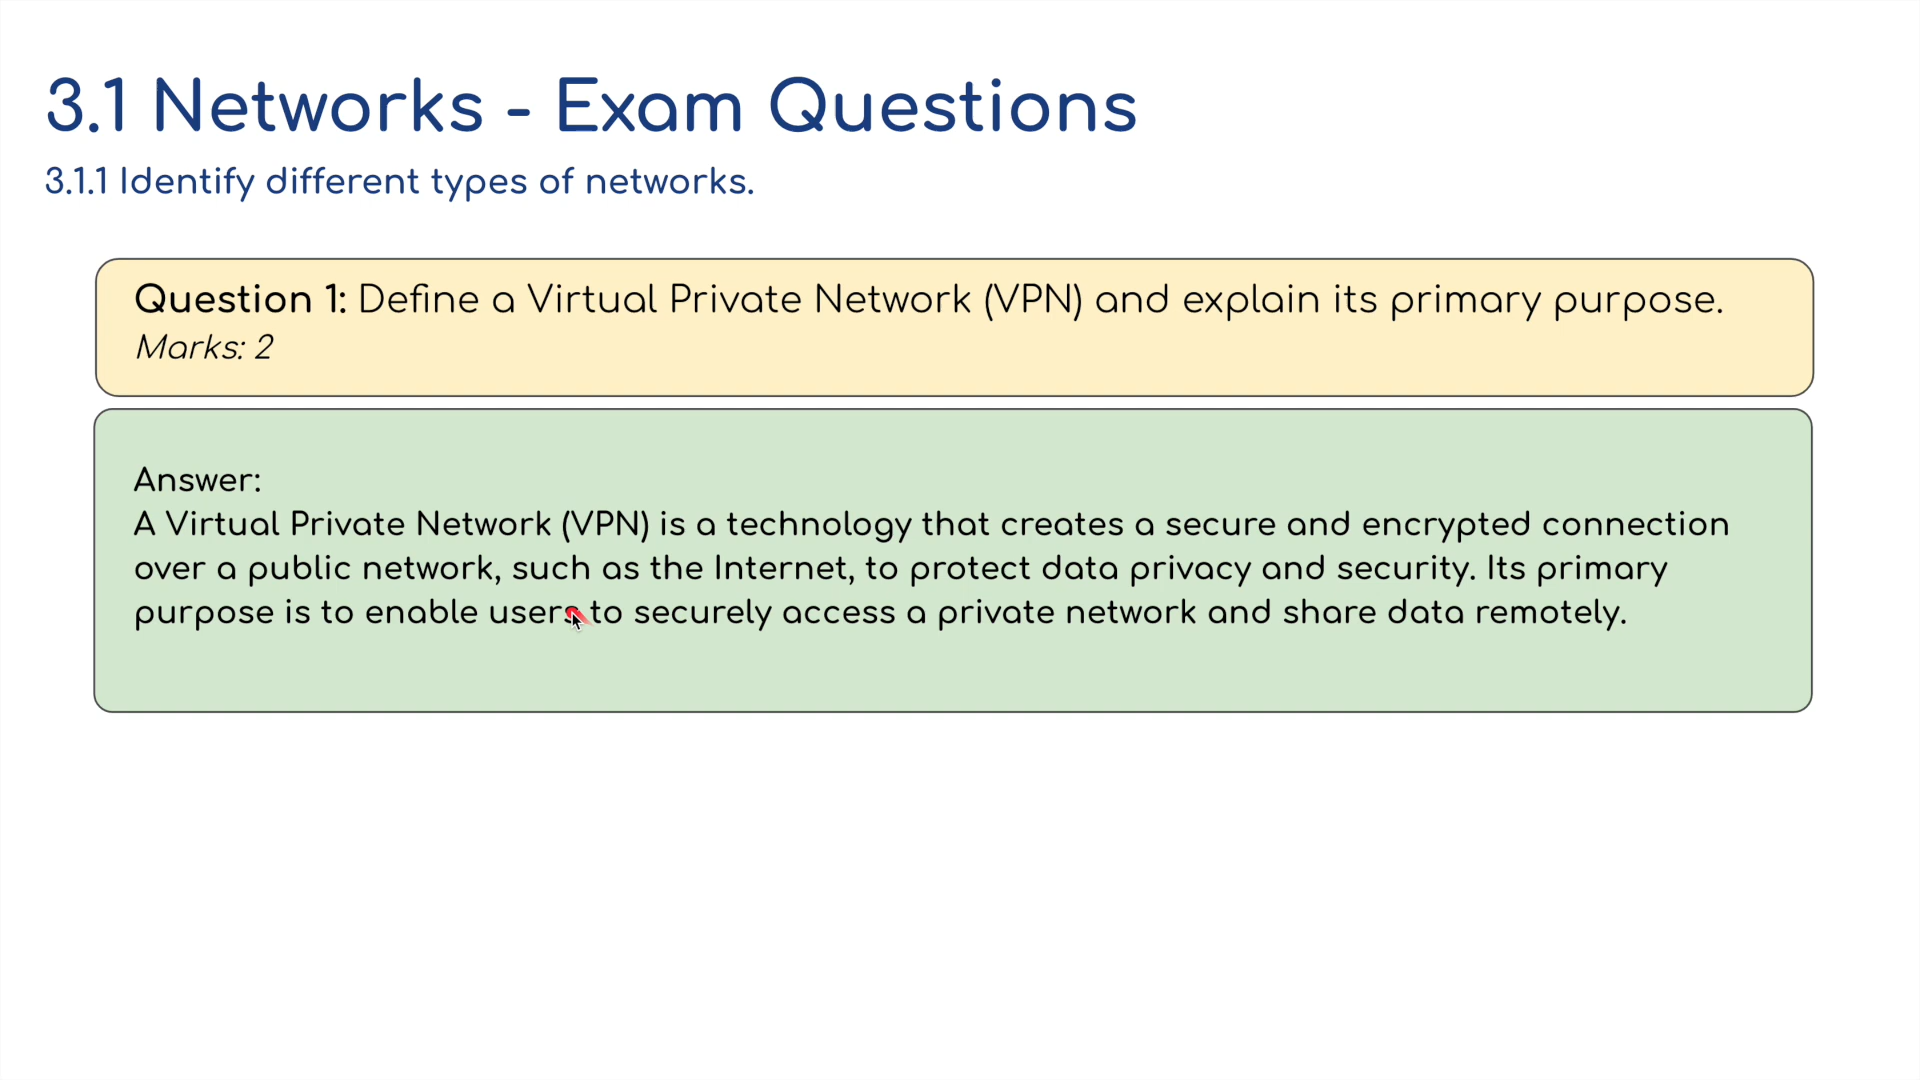 3.1 Networks - Exam Questions
3.1.1 Identify different types of networks.
Question 1: Define a Virtual Private Network (VPN) and explain its primary purpose.
Marks: 2
Answer:
A Virtual Private Network (VPN) is a technology that creates a secure and encrypted connection
over a public network, such as the Internet, to protect data privacy and security. Its primary
purpose is to enable users to securely access a private network and share data remotely.